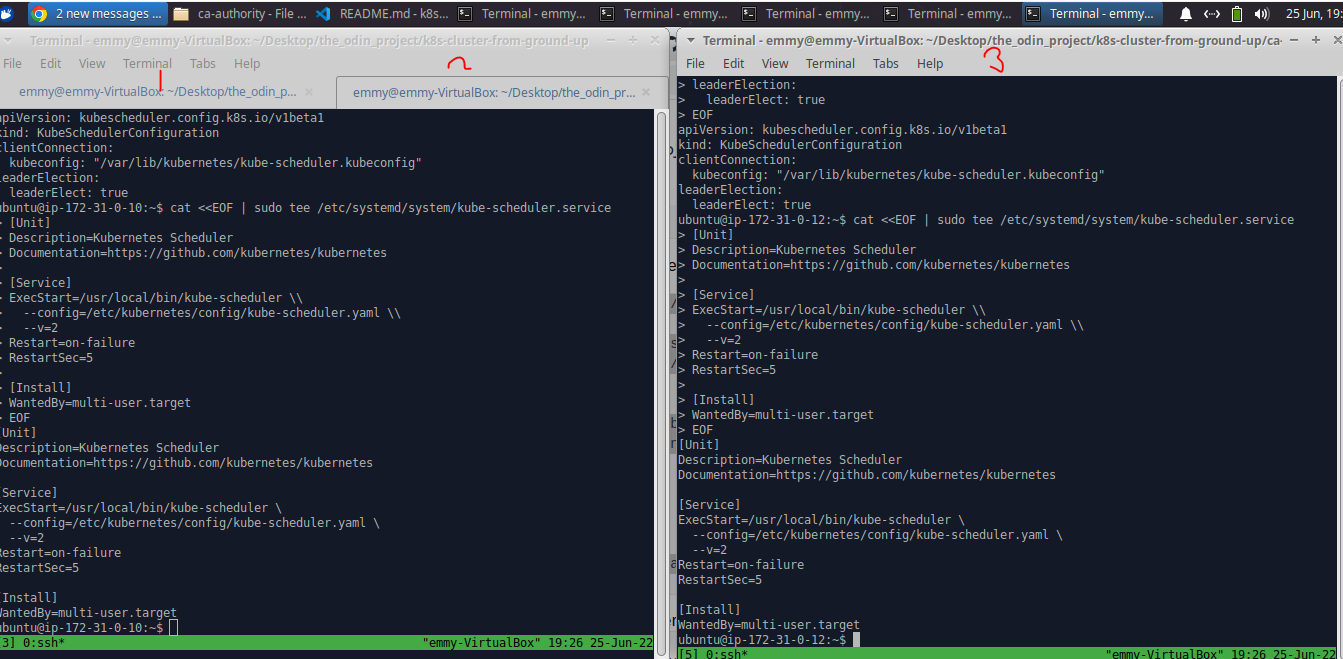 2 new messages ...
ca-authority - File ...
README.md - k8s...
Terminal - emmy...
Terminal - emmy...
Terminal - emmy...
Terminal - emmy...
Terminal - emmy...
25 Jun, 19:
Terminal - emmy@emmy-VirtualBox: ~/Desktop/the_odin_project/k8s-cluster-from-ground-up
File Edit View Terminal Tabs Help
1
2
emmy@emmy-VirtualBox: ~/Desktop/the_odin_p...
emmy@emmy-VirtualBox: ~/Desktop/the_odin_pr...
apiVersion: kubescheduler.config.k8s.io/v1beta1
kind: KubeSchedulerConfiguration
clientConnection:
kubeconfig: "/var/lib/kubernetes/kube-scheduler.kubeconfig"
leaderElection:
leaderElect: true
ubuntu@ip-172-31-0-10:~$ cat <<EOF | sudo tee /etc/systemd/system/kube-scheduler.service
> [Unit]
> Description=Kubernetes Scheduler
> Documentation=https://github.com/kubernetes/kubernetes
>
> [Service]
> ExecStart=/usr/local/bin/kube-scheduler \\
>   --config=/etc/kubernetes/config/kube-scheduler.yaml \\
>   --v=2
> Restart=on-failure
> RestartSec=5
>
> [Install]
> WantedBy=multi-user.target
> EOF
[Unit]
Description=Kubernetes Scheduler
Documentation=https://github.com/kubernetes/kubernetes
[Service]
ExecStart=/usr/local/bin/kube-scheduler \
--config=/etc/kubernetes/config/kube-scheduler.yaml \
--v=2
Restart=on-failure
RestartSec=5
[Install]
WantedBy=multi-user.target
ubuntu@ip-172-31-0-10:~$
[3] 0:ssh* "emmy-VirtualBox" 19:26 25-Jun-22
Terminal - emmy@emmy-VirtualBox: ~/Desktop/the_odin_project/k8s-cluster-from-ground-up/ca-
File Edit View Terminal Tabs Help
3
> leaderElection:
>   leaderElect: true
> EOF
apiVersion: kubescheduler.config.k8s.io/v1beta1
kind: KubeSchedulerConfiguration
clientConnection:
kubeconfig: "/var/lib/kubernetes/kube-scheduler.kubeconfig"
leaderElection:
leaderElect: true
ubuntu@ip-172-31-0-12:~$ cat <<EOF | sudo tee /etc/systemd/system/kube-scheduler.service
> [Unit]
> Description=Kubernetes Scheduler
> Documentation=https://github.com/kubernetes/kubernetes
>
> [Service]
> ExecStart=/usr/local/bin/kube-scheduler \\
>   --config=/etc/kubernetes/config/kube-scheduler.yaml \\
>   --v=2
> Restart=on-failure
> RestartSec=5
>
> [Install]
> WantedBy=multi-user.target
> EOF
[Unit]
Description=Kubernetes Scheduler
Documentation=https://github.com/kubernetes/kubernetes
[Service]
ExecStart=/usr/local/bin/kube-scheduler \
--config=/etc/kubernetes/config/kube-scheduler.yaml \
--v=2
Restart=on-failure
RestartSec=5
[Install]
WantedBy=multi-user.target
ubuntu@ip-172-31-0-12:~$
[5] 0:ssh* "emmy-VirtualBox" 19:26 25-Jun-22